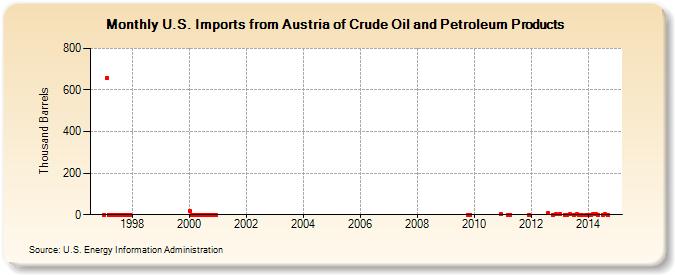 Monthly U.S. Imports from Austria of Crude Oil and Petroleum Products
Thousand Barrels
800
600
400
200
0
1998 2000 2002 2004 2006 2008 2010 2012 2014
Source: U.S. Energy Information Administration